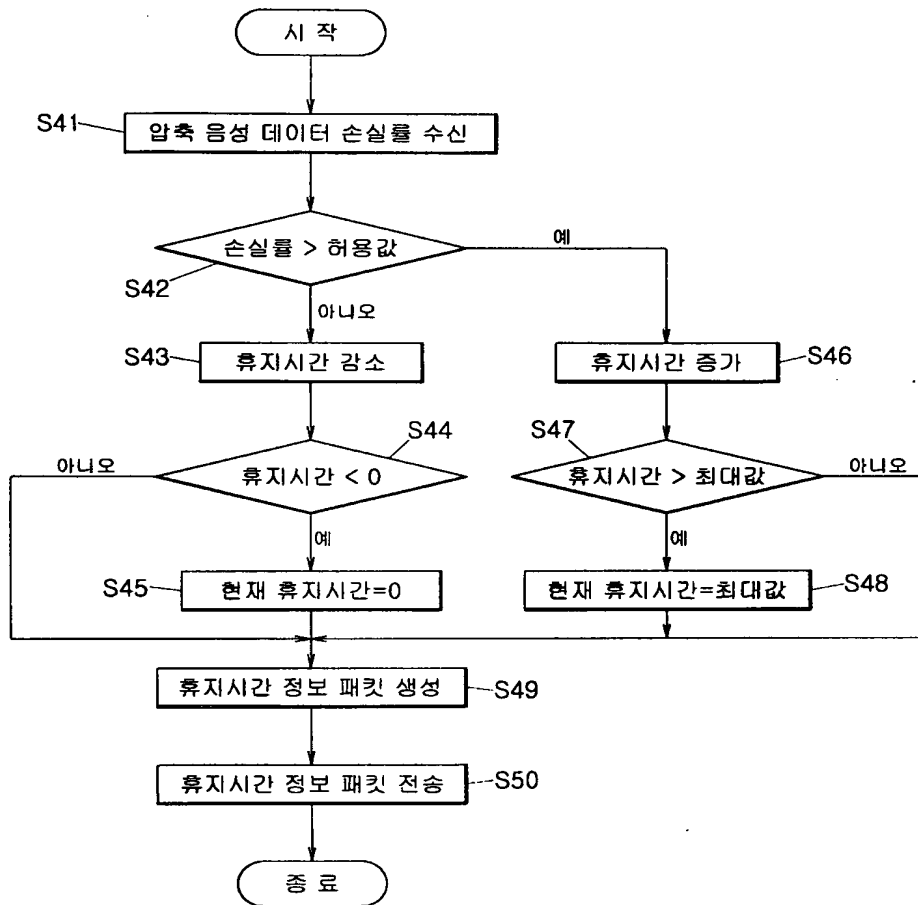 시 작
S41
압축 음성 데이터 손실률 수신
손실률 > 허용값
예
S42
아니오
S43
휴지시간 감소
휴지시간 증가
S46
S44
S47
아니오
휴지시간 < 0
휴지시간 > 최대값
아니오
예
예
S45
현재 휴지시간=0
현재 휴지시간=최대값
S48
휴지시간 정보 패킷 생성
S49
휴지시간 정보 패킷 전송
S50
종 료